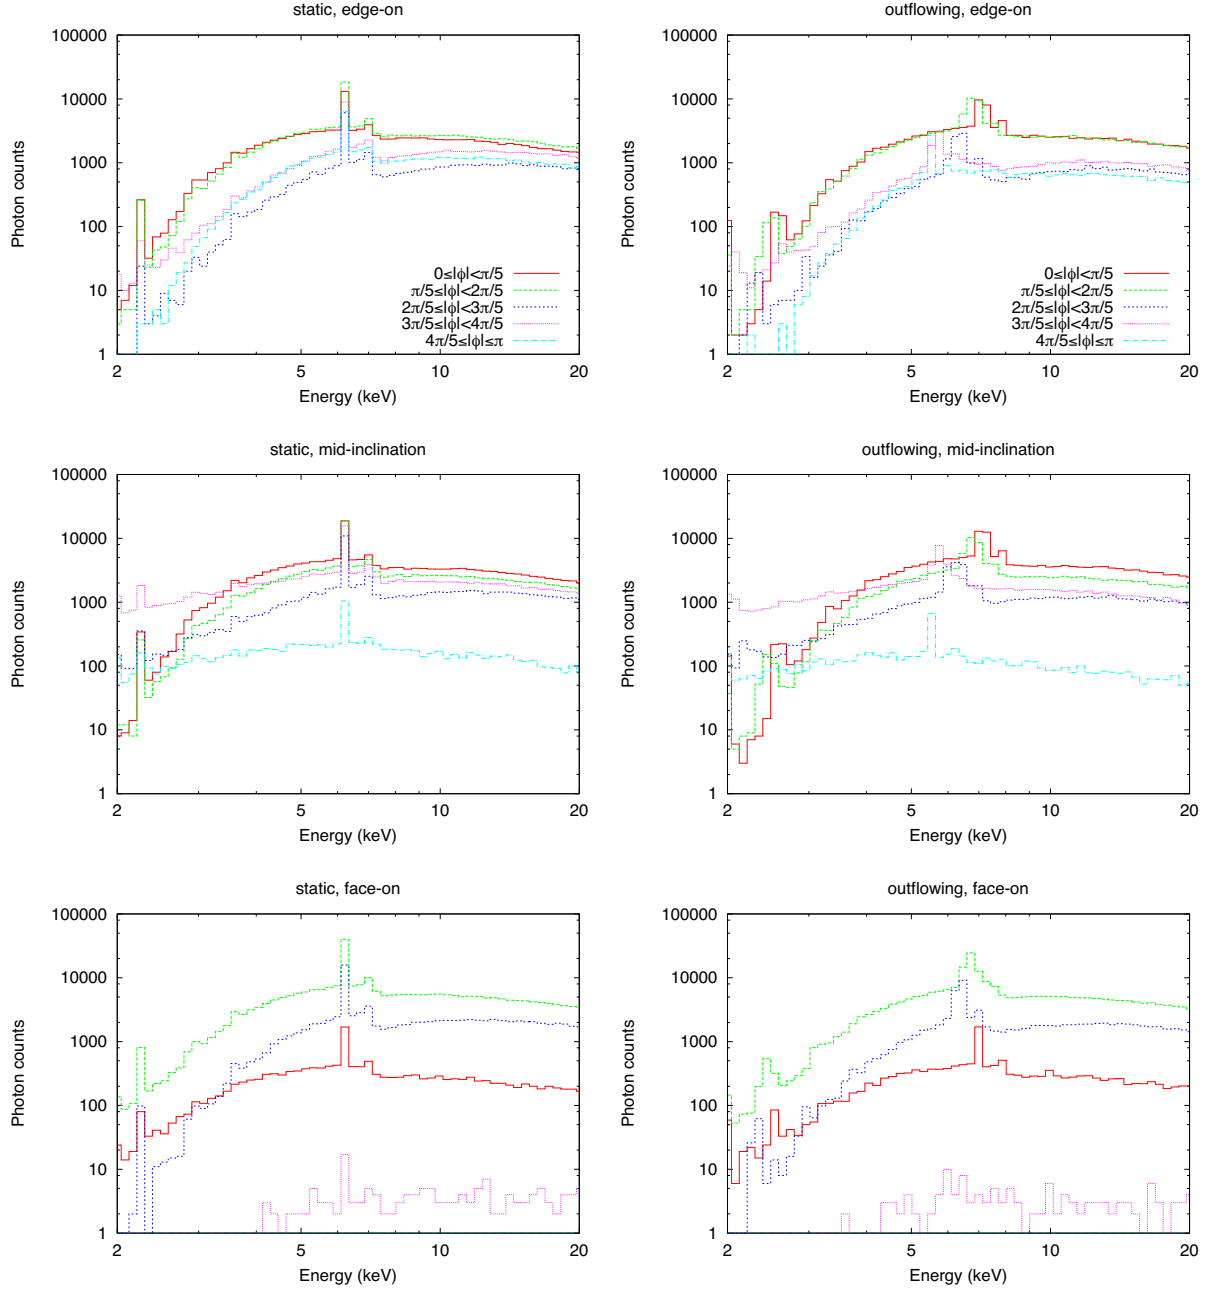 static, edge-on
100000
10000
1000
100
10
1
Photon counts
0≤|ϕ|<π/5
π/5≤|ϕ|<2π/5
2π/5≤|ϕ|<3π/5
3π/5≤|ϕ|<4π/5
4π/5≤|ϕ|≤π
2 5 10 20
Energy (keV)
outflowing, edge-on
100000
10000
1000
100
10
1
Photon counts
0≤|ϕ|<π/5
π/5≤|ϕ|<2π/5
2π/5≤|ϕ|<3π/5
3π/5≤|ϕ|<4π/5
4π/5≤|ϕ|≤π
2 5 10 20
Energy (keV)
static, mid-inclination
100000
10000
1000
100
10
1
Photon counts
2 5 10 20
Energy (keV)
outflowing, mid-inclination
100000
10000
1000
100
10
1
Photon counts
2 5 10 20
Energy (keV)
static, face-on
100000
10000
1000
100
10
1
Photon counts
2 5 10 20
Energy (keV)
outflowing, face-on
100000
10000
1000
100
10
1
Photon counts
2 5 10 20
Energy (keV)